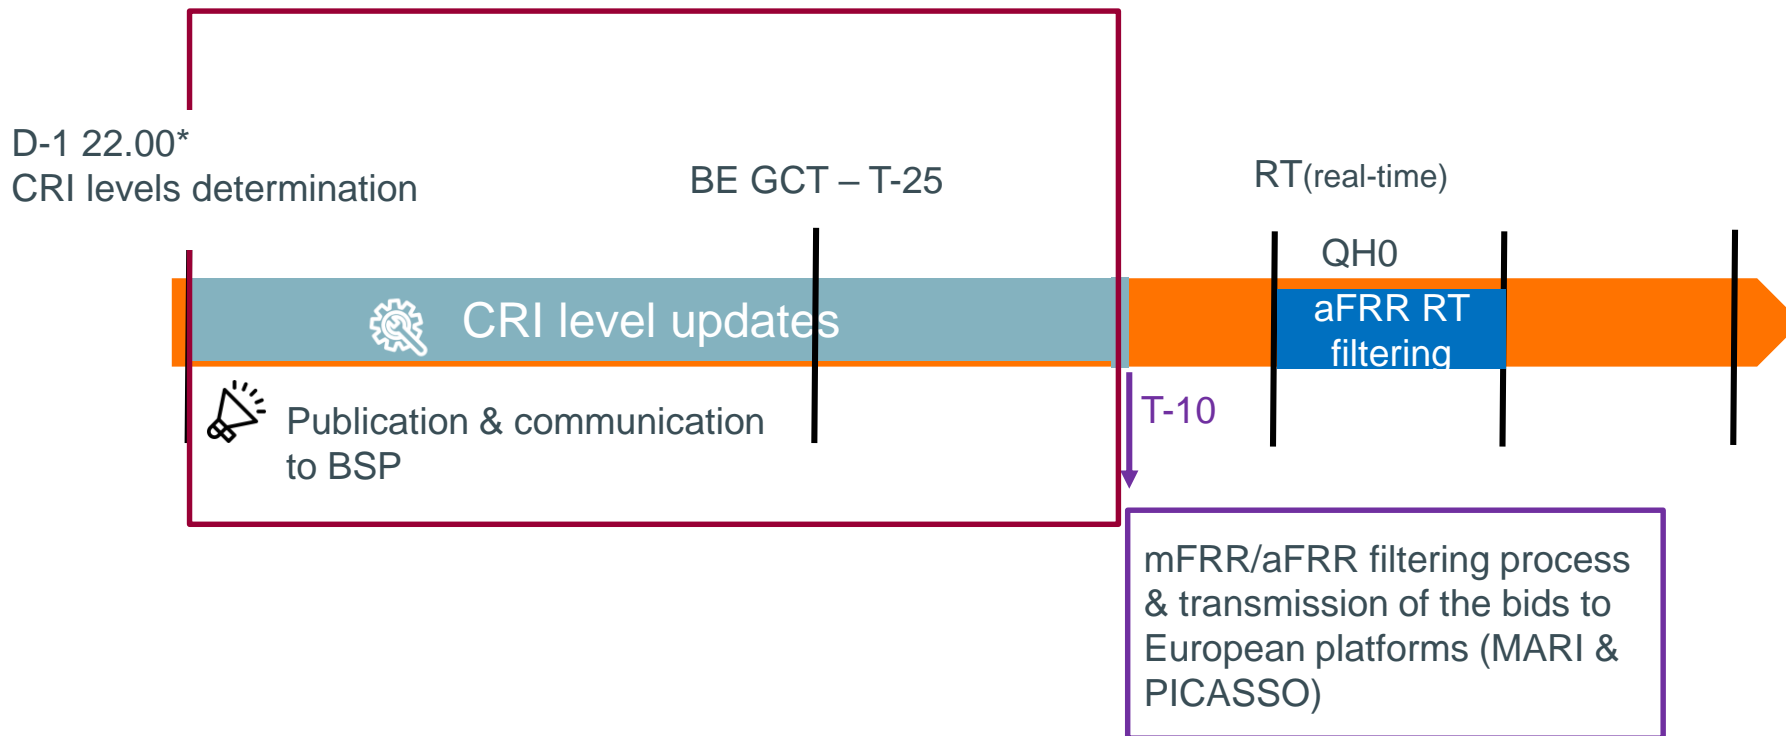 D-1 22.00*
CRI levels determination
BE GCT – T-25
RT(real-time)
QH0
CRI level updates
aFRR RT
filtering
Publication & communication
to BSP
T-10
mFRR/aFRR filtering process
& transmission of the bids to
European platforms (MARI &
PICASSO)